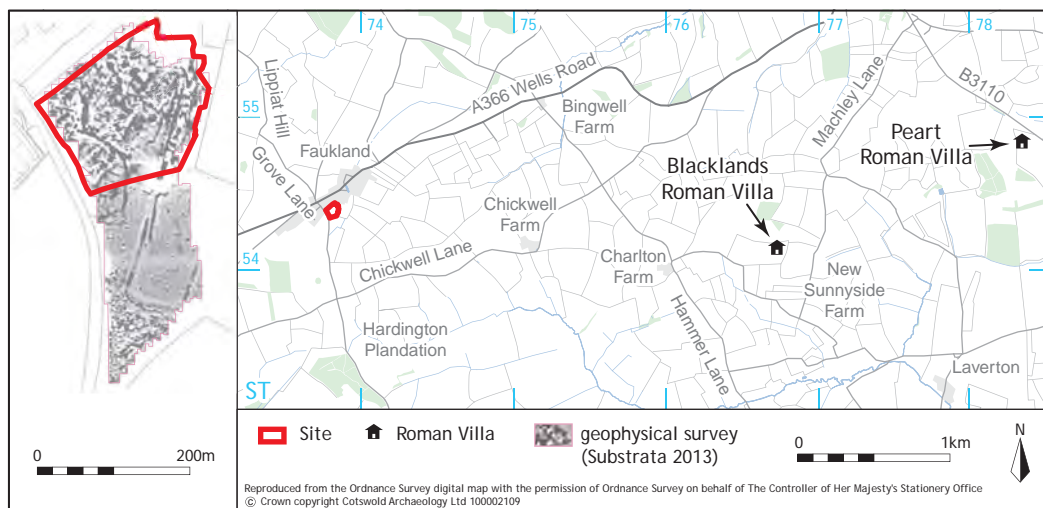 74
75
76
77
78
55
54
ST
Lippiat Hill
Grove Lane
Faukland
A366 Wells Road
Bingwell
Farm
Machley Lane
B3110
Peart
Roman Villa
Blacklands
Roman Villa
Chickwell
Farm
Chickwell Lane
Charlton
Farm
New
Sunnyside
Farm
Hardington
Plandation
Hammer Lane
Laverton
0 200m
Site
Roman Villa
geophysical survey
(Substrata 2013)
0 1km
N
Reproduced from the Ordnance Survey digital map with the permission of Ordnance Survey on behalf of The Controller of Her Majesty's Stationery Office
© Crown copyright Cotswold Archaeology Ltd 100002109